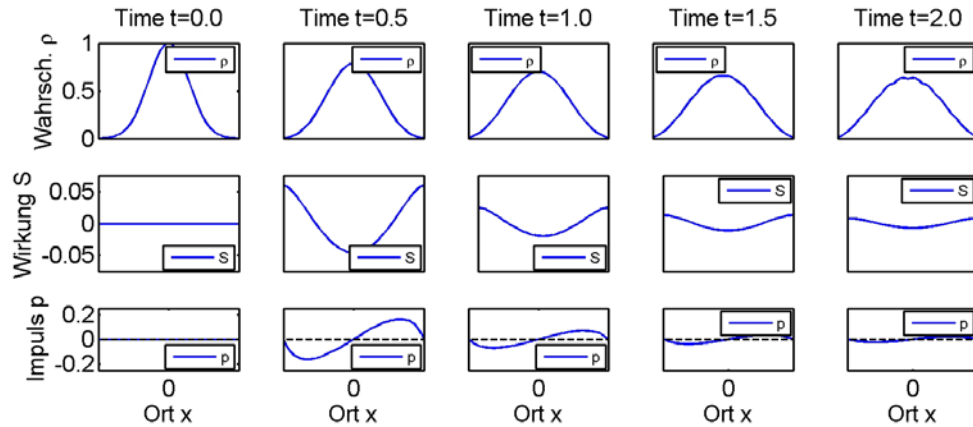 Time t=0.0 Time t=0.5 Time t=1.0 Time t=1.5 Time t=2.0
Wahrsch. ρ
1
0.5
0
ρ ρ ρ ρ ρ
Wirkung S
0.05
0
-0.05
S S S S S
Impuls p
0.2
0
-0.2
p p p p p
0 0 0 0 0
Ort x Ort x Ort x Ort x Ort x